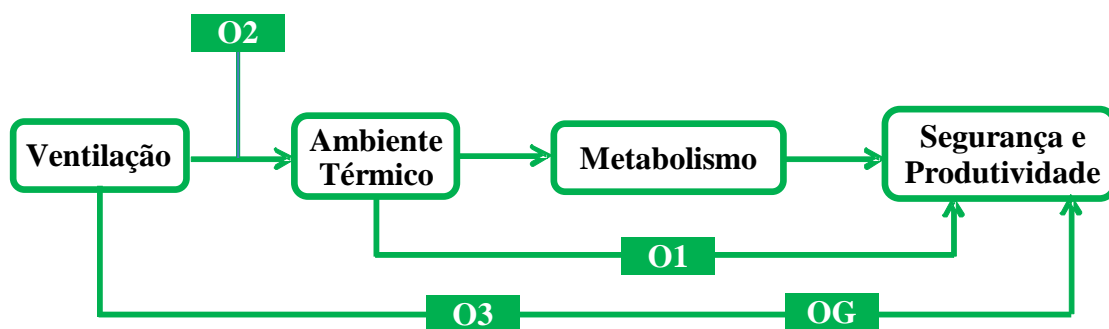 O2
Ventilação
Ambiente
Térmico
Metabolismo
Segurança e
Produtividade
O1
O3
OG